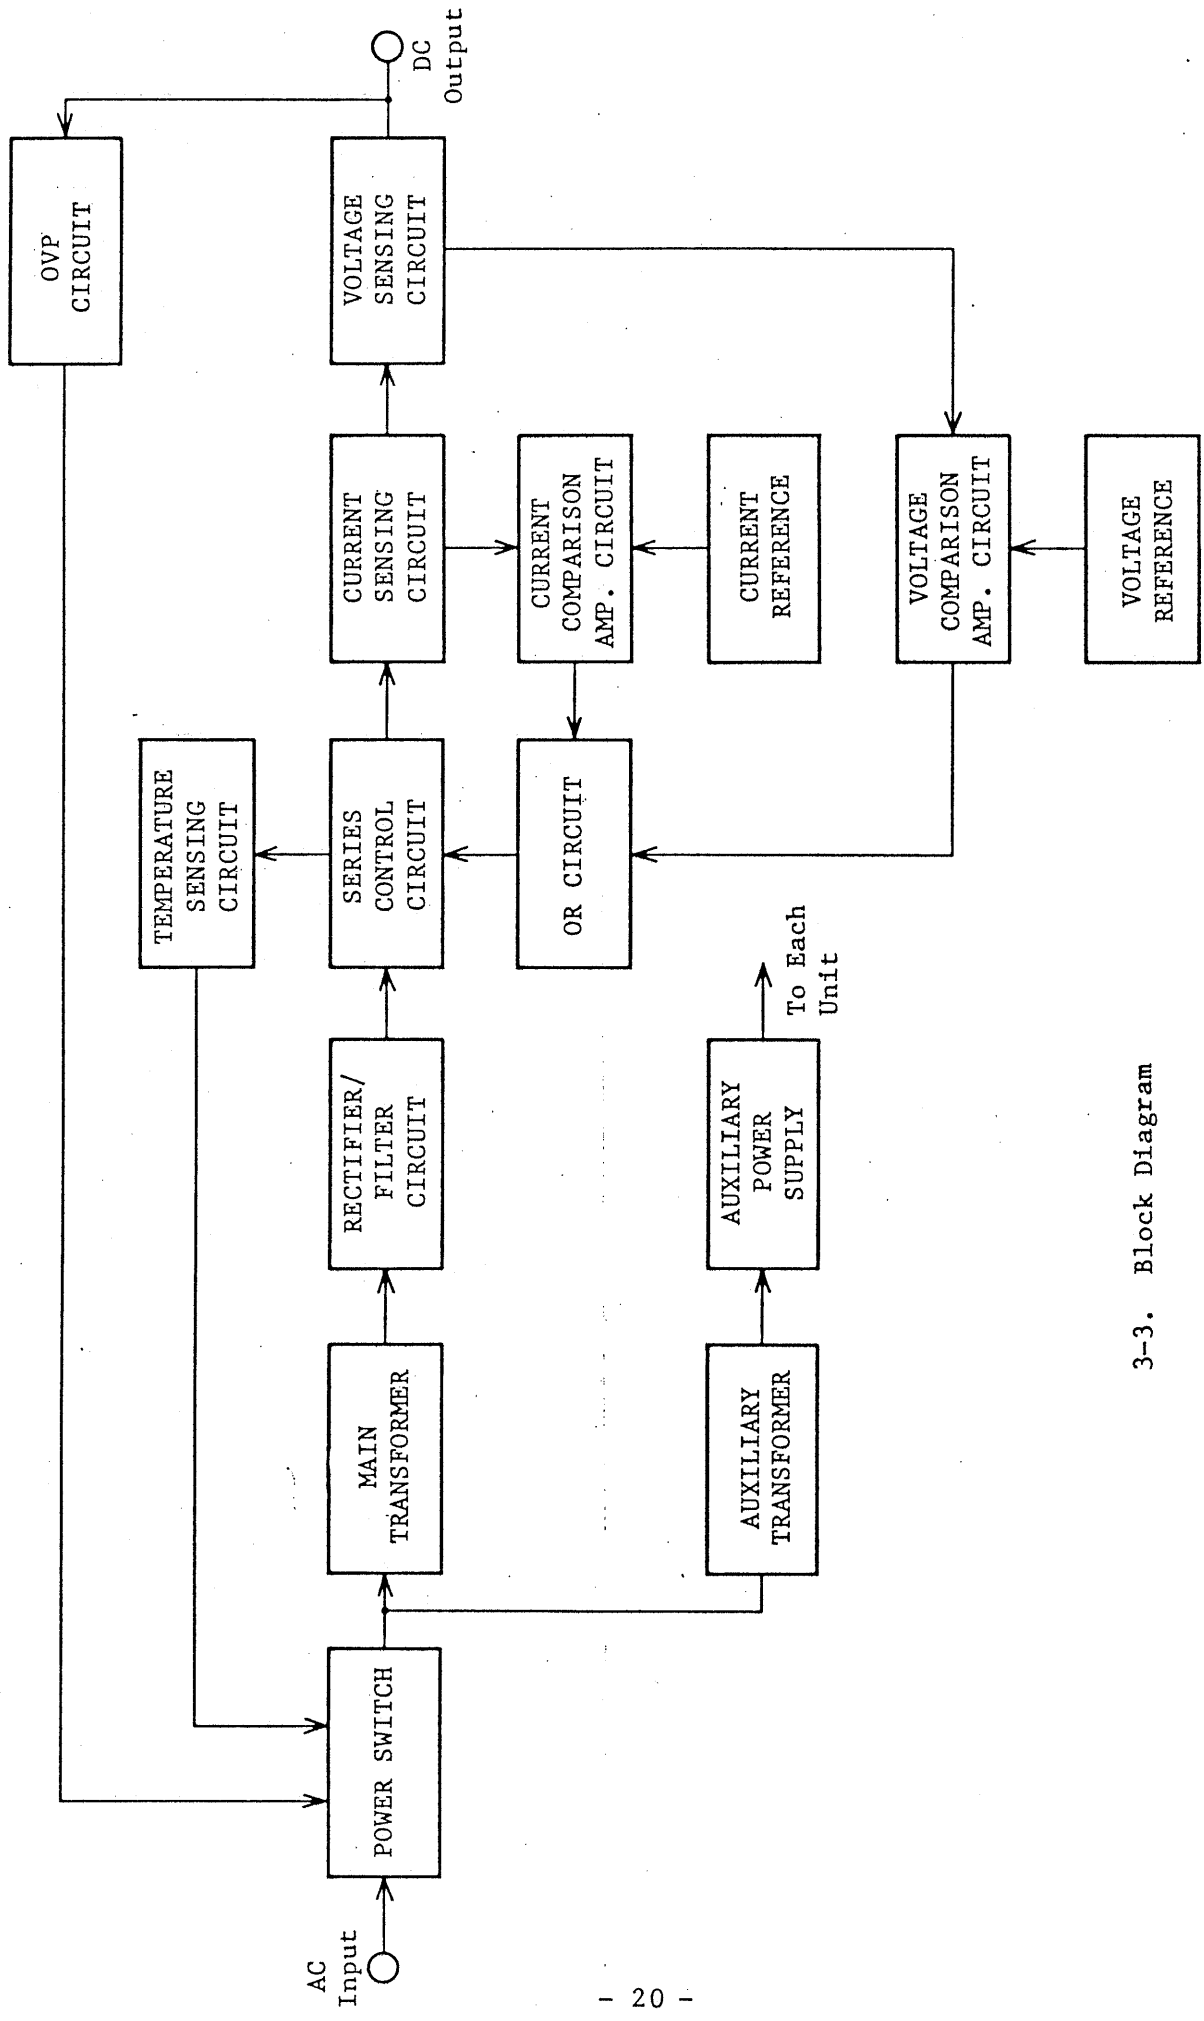 OVP
CIRCUIT
TEMPERATURE
SENSING
CIRCUIT
AC
Input
POWER SWITCH
MAIN
TRANSFORMER
RECTIFIER/
FILTER
CIRCUIT
SERIES
CONTROL
CIRCUIT
CURRENT
SENSING
CIRCUIT
VOLTAGE
SENSING
CIRCUIT
DC
Output
OR CIRCUIT
CURRENT
COMPARISON
AMP. CIRCUIT
AUXILIARY
TRANSFORMER
AUXILIARY
POWER
SUPPLY
To Each
Unit
CURRENT
REFERENCE
VOLTAGE
COMPARISON
AMP. CIRCUIT
VOLTAGE
REFERENCE
3-3. Block Diagram
- 20 -